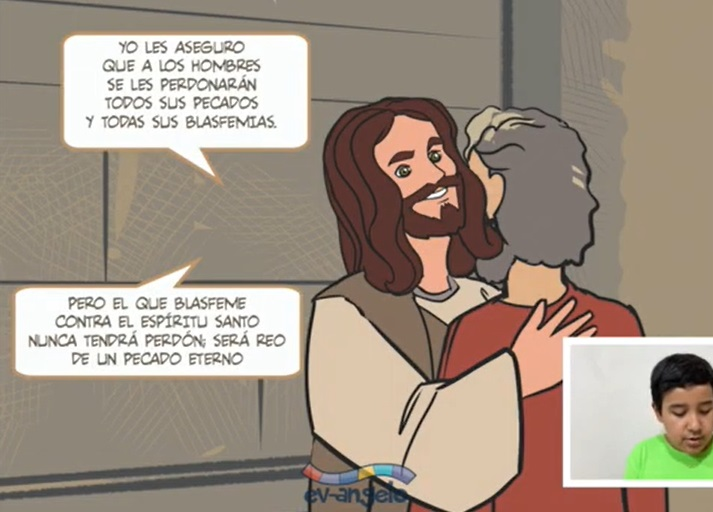 YO LES ASEGURO
QUE A LOS HOMBRES
SE LES PERDONARÁN
TODOS SUS PECADOS
Y TODAS SUS BLASFEMIAS.
PERO EL QUE BLASFEME
CONTRA EL ESPÍRITU SANTO
NUNCA TENDRÁ PERDÓN; SERÁ REO
DE UN PECADO ETERNO
ev-angelo